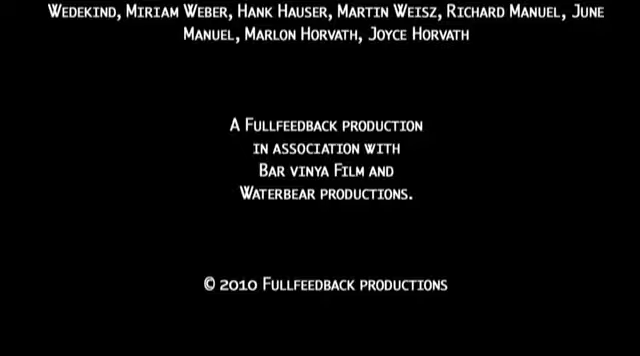 Wedekind, Miriam Weber, Hank Hauser, Martin Weisz, Richard Manuel, June
Manuel, Marlon Horvath, Joyce Horvath
A Fullfeedback production
in association with
Bar vinya Film and
Waterbear productions.
© 2010 Fullfeedback productions